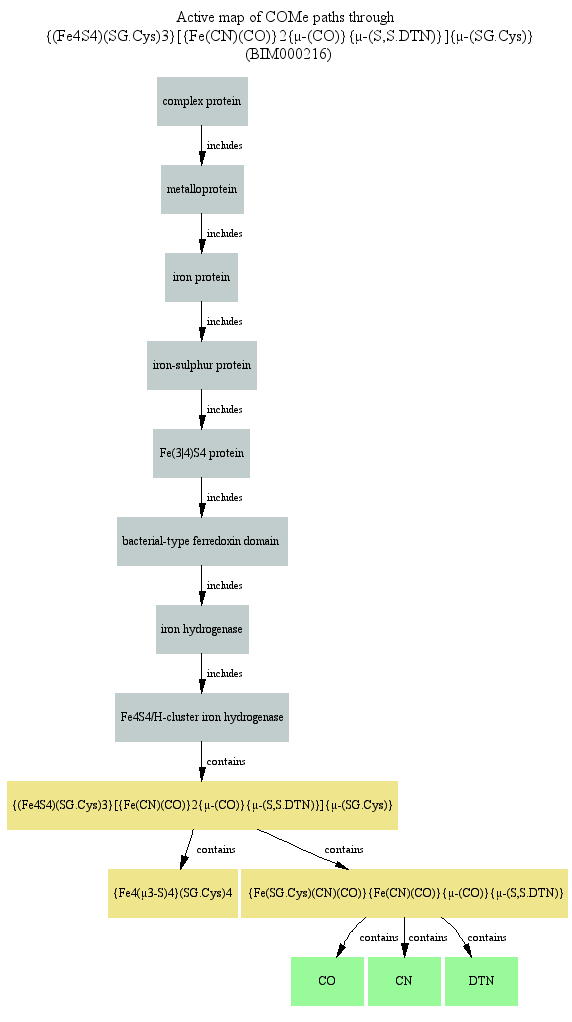 Active map of COMe paths through
{(Fe4S4)(SG.Cys)3}[{Fe(CN)(CO)}2{μ-(CO)}{μ-(S,S.DTN)}]{μ-(SG.Cys)}
(BIM000216)
complex protein
includes
metalloprotein
includes
iron protein
includes
iron-sulphur protein
includes
Fe(3|4)S4 protein
includes
bacterial-type ferredoxin domain
includes
iron hydrogenase
includes
Fe4S4/H-cluster iron hydrogenase
contains
{(Fe4S4)(SG.Cys)3}[{Fe(CN)(CO)}2{μ-(CO)}{μ-(S,S.DTN)}]{μ-(SG.Cys)}
contains contains
{Fe4(μ3-S)4}(SG.Cys)4 {Fe(SG.Cys)(CN)(CO)}{Fe(CN)(CO)}{μ-(CO)}{μ-(S,S.DTN)}
contains contains contains
CO CN DTN